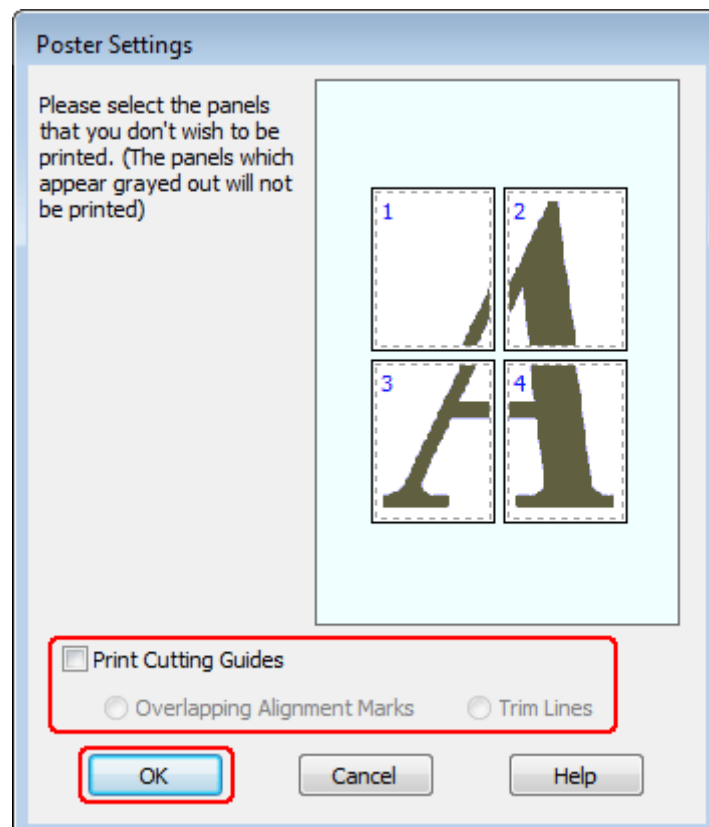 Poster Settings
Please select the panels
that you don't wish to be
printed. (The panels which
appear grayed out will not
be printed)
1 2
A
3 4
Print Cutting Guides
Overlapping Alignment Marks Trim Lines
OK Cancel Help